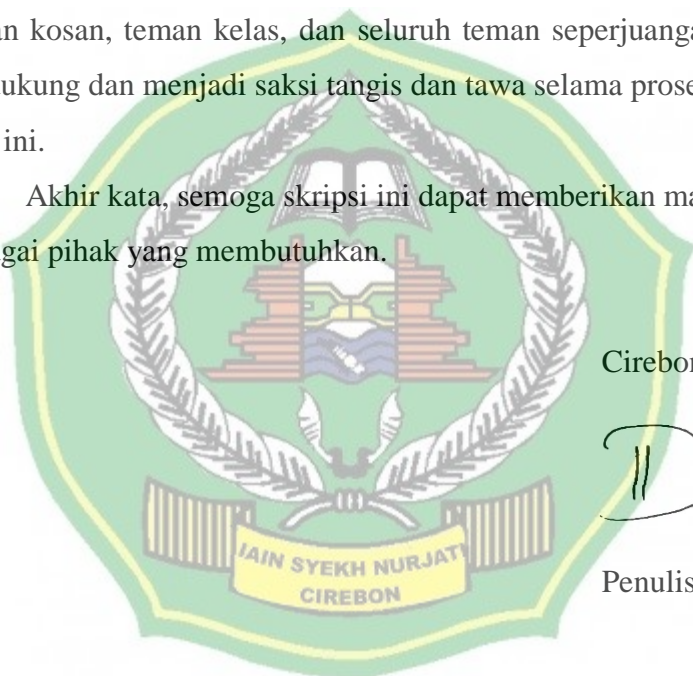 an kosan, teman kelas, dan seluruh teman seperjuanga
ukung dan menjadi saksi tangis dan tawa selama prose
ini.
Akhir kata, semoga skripsi ini dapat memberikan ma
gai pihak yang membutuhkan.
Cirebon
Penulis
IAIN SYEKH NURJATI
CIREBON